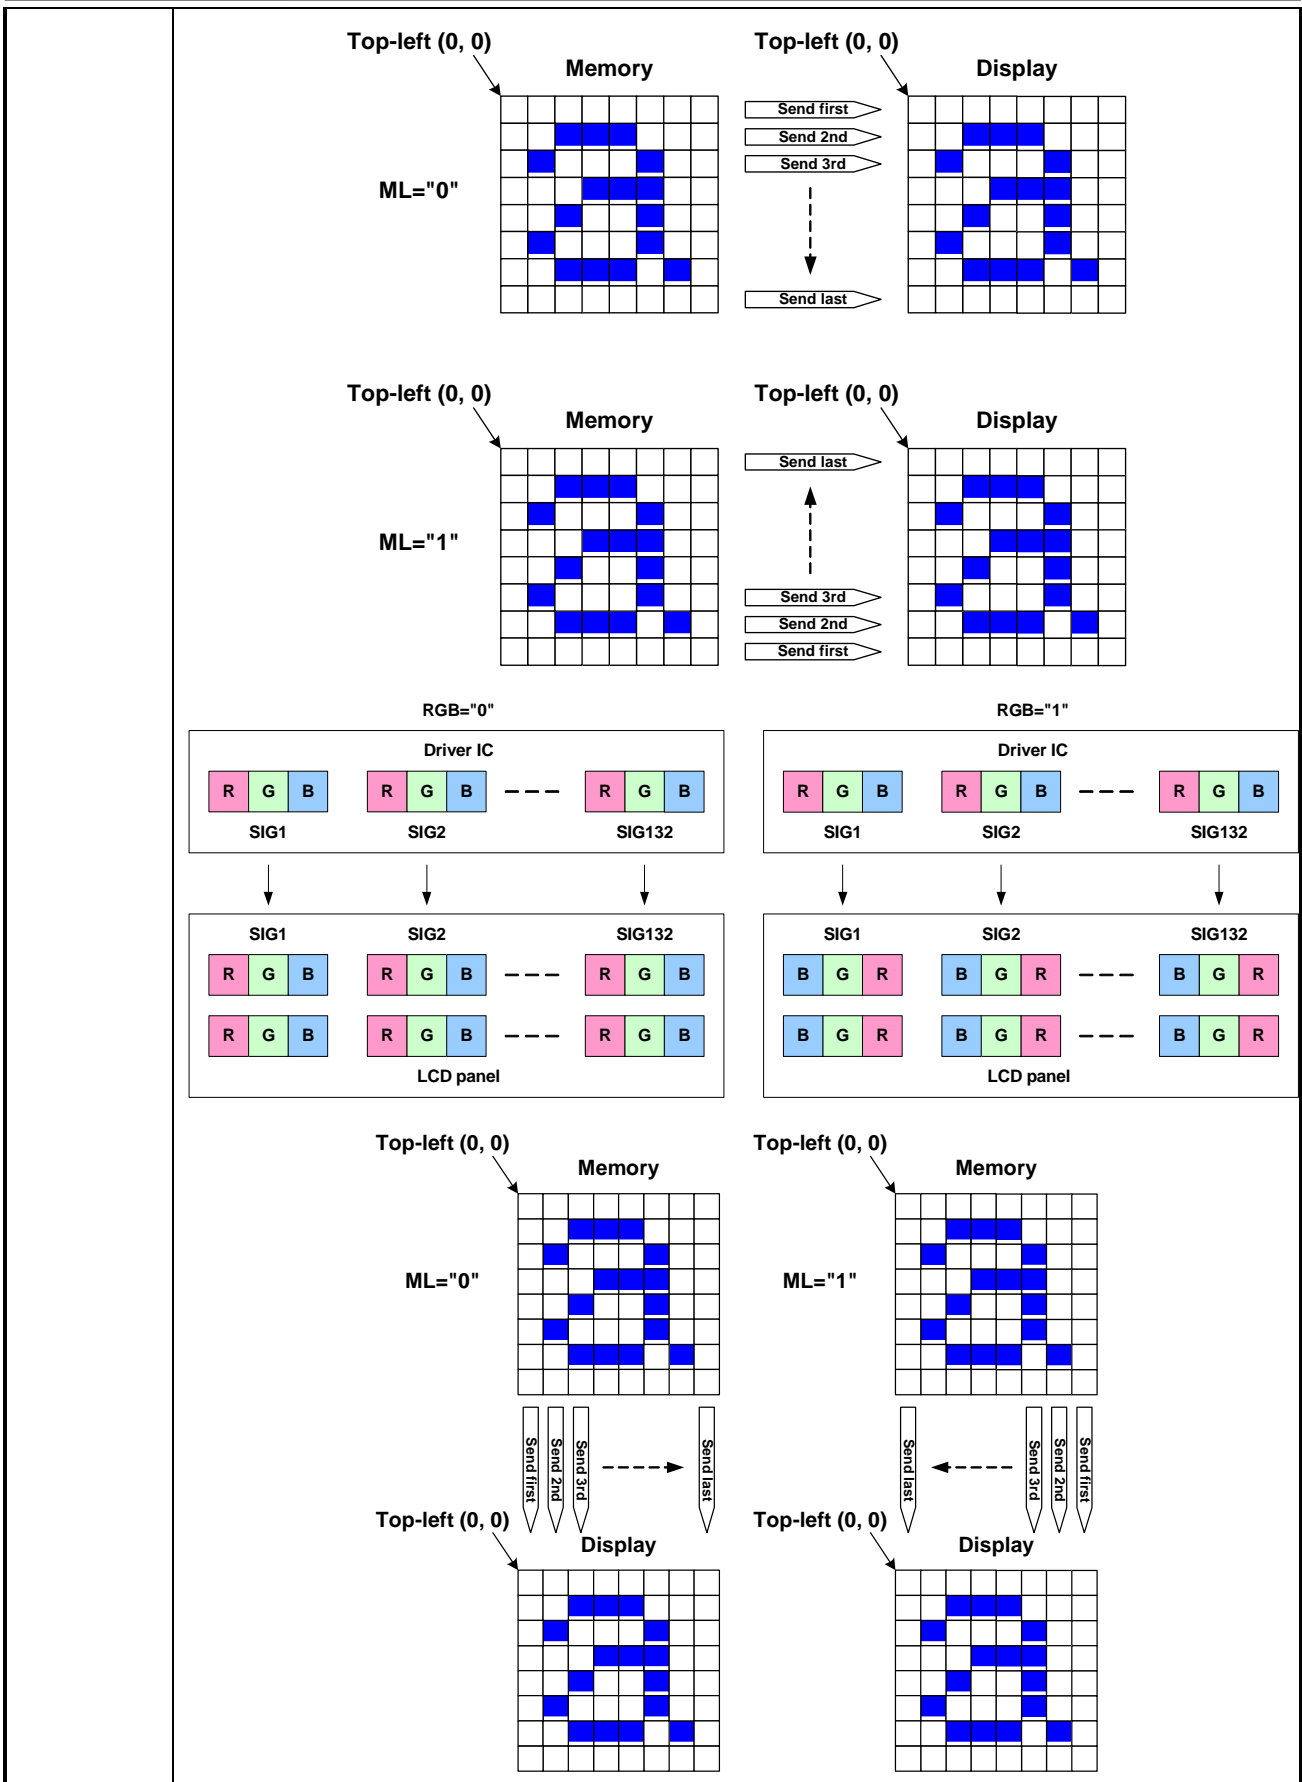 Top-left (0, 0) Top-left (0, 0)
Memory Display
Send first
Send 2nd
Send 3rd
ML="0"
Send last
Top-left (0, 0) Top-left (0, 0)
Memory Display
Send last
ML="1"
Send 3rd
Send 2nd
Send first
RGB="0" RGB="1"
Driver IC Driver IC
R G B R G B R G B R G B R G B R G B
SIG1 SIG2 SIG132 SIG1 SIG2 SIG132
SIG1 SIG2 SIG132 SIG1 SIG2 SIG132
R G B R G B R G B B G R B G R B G R
R G B R G B R G B B G R B G R B G R
LCD panel LCD panel
Top-left (0, 0) Top-left (0, 0)
Memory Memory
ML="0" ML="1"
Send first Send 2nd Send 3rd Send last Send last Send 3rd Send 2nd Send first
Top-left (0, 0) Top-left (0, 0)
Display Display